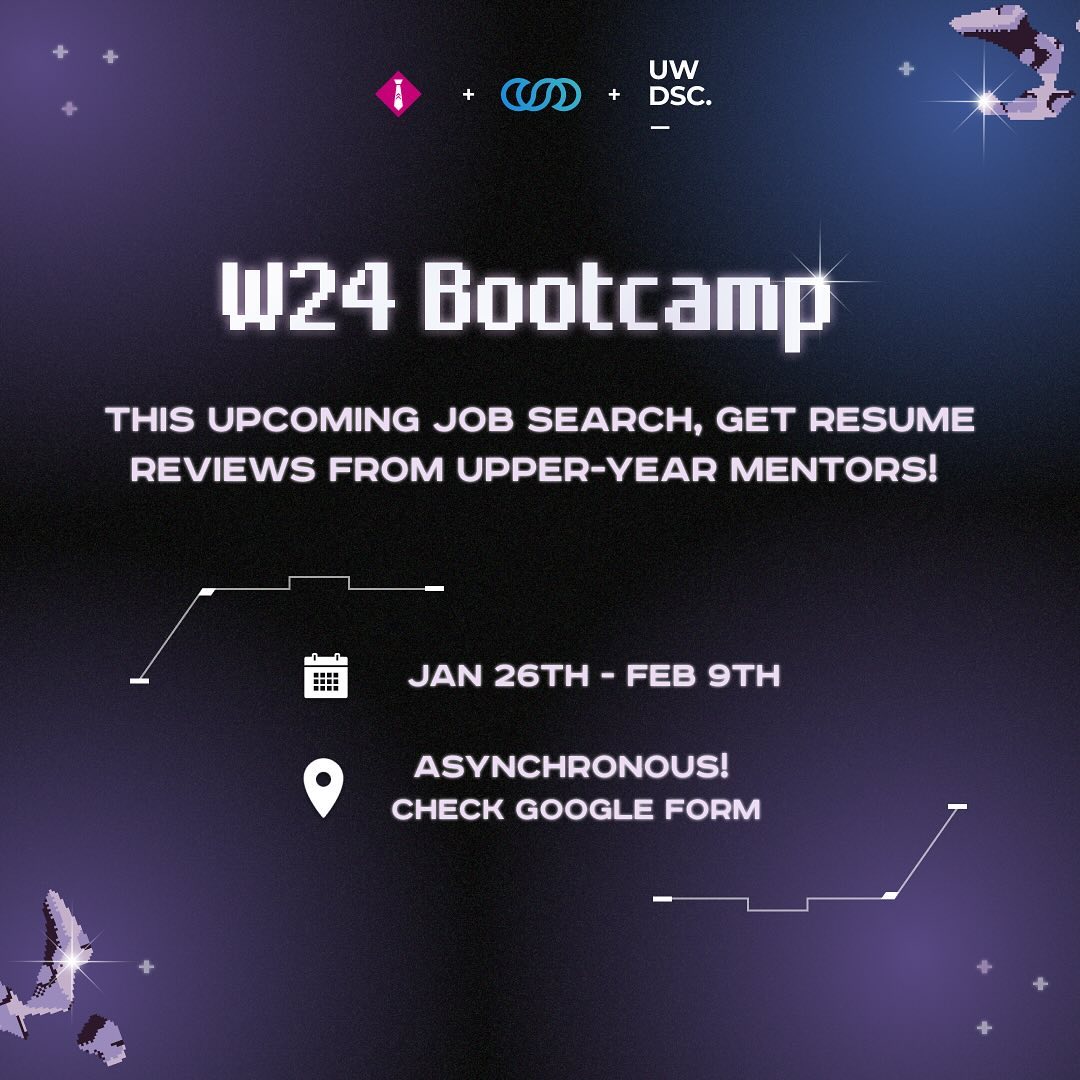 + + UW
DSC.
W24 Bootcamp
THIS UPCOMING JOB SEARCH, GET RESUME
REVIEWS FROM UPPER-YEAR MENTORS!
JAN 26TH - FEB 9TH
ASYNCHRONOUS!
CHECK GOOGLE FORM